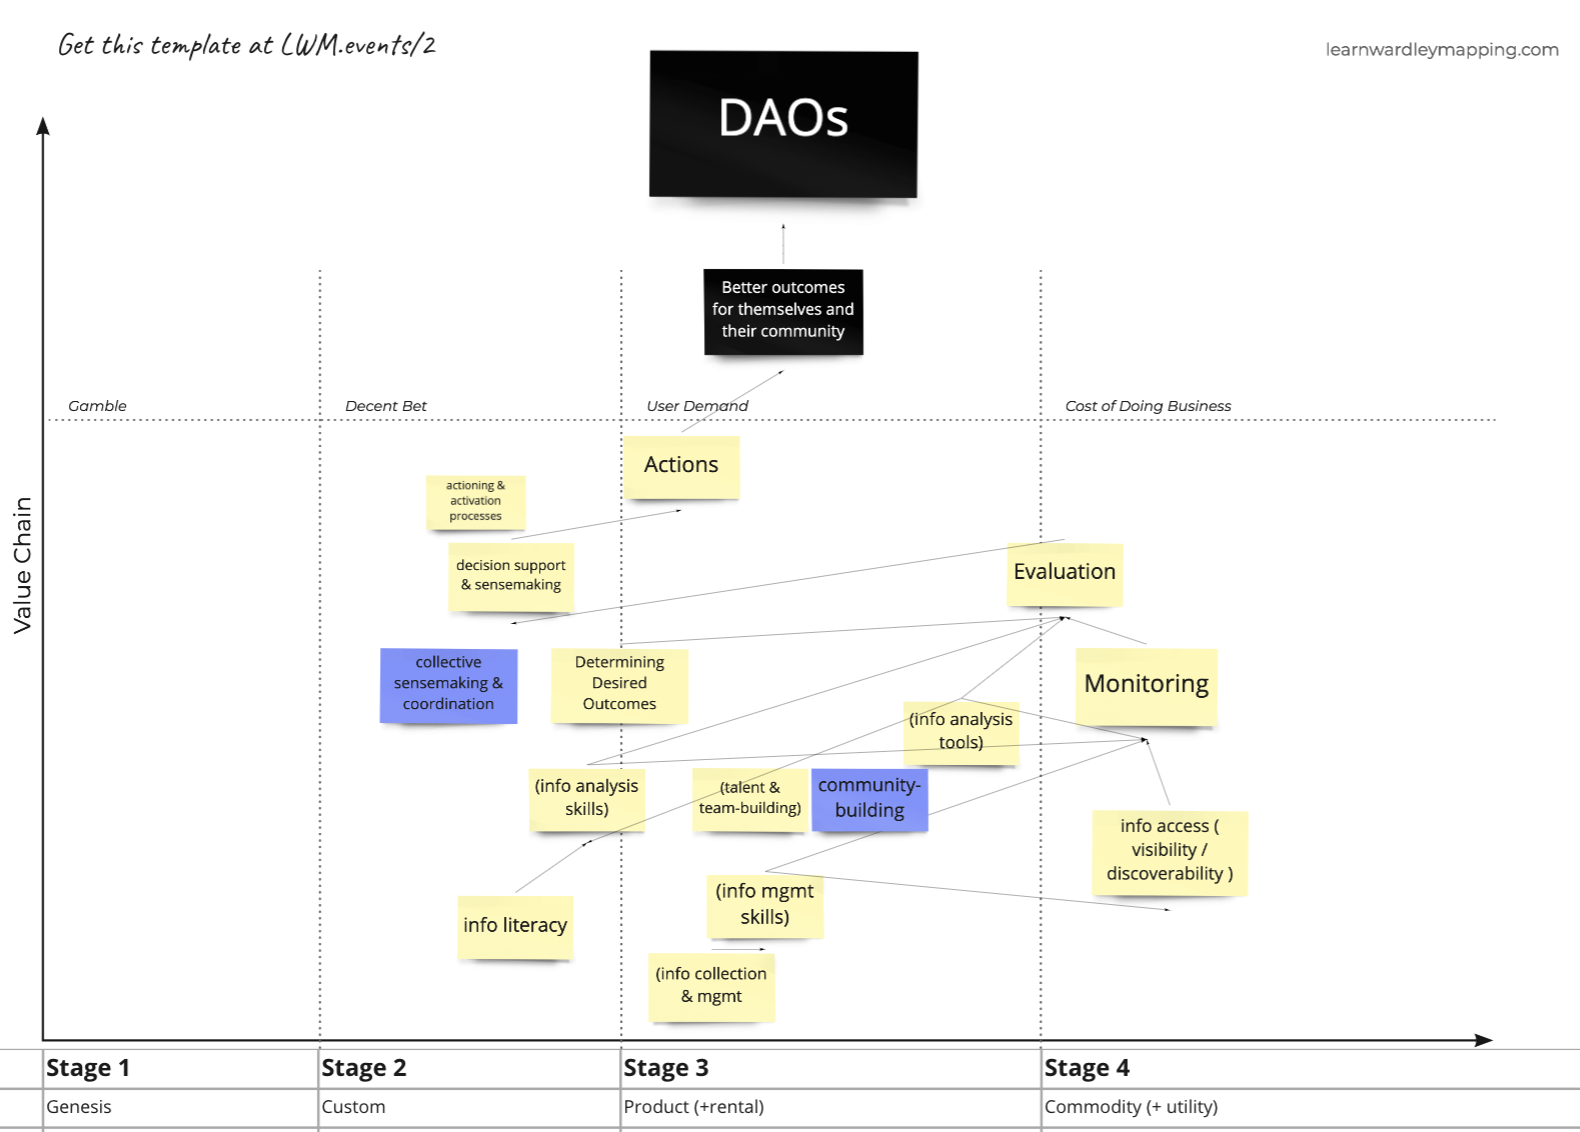 Get this template at LWM.events/2
learnwardleymapping.com
DAOs
Better outcomes
for themselves and
their community
Gamble
Decent Bet
User Demand
Cost of Doing Business
Actions
actioning &
activation
processes
decision support
& sensemaking
Evaluation
Value Chain
collective
sensemaking &
coordination
Determining
Desired
Outcomes
Monitoring
(info analysis
tools)
(info analysis
skills)
(talent &
team-building)
community-
building
info access (
visibility /
discoverability )
(info mgmt
skills)
info literacy
(info collection
& mgmt
Stage 1
Stage 2
Stage 3
Stage 4
Genesis
Custom
Product (+rental)
Commodity (+ utility)